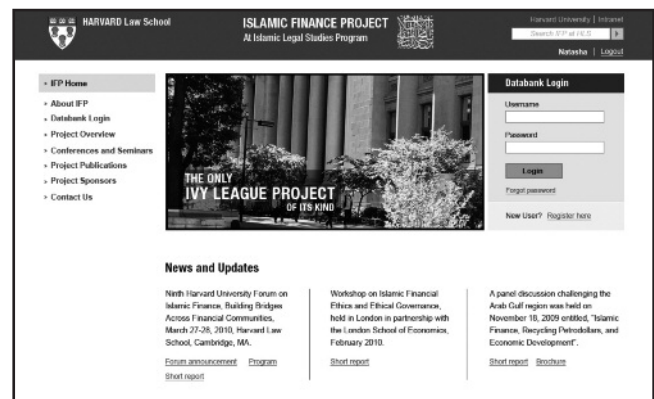 HARVARD Law School
ISLAMIC FINANCE PROJECT
At Islamic Legal Studies Program
Harvard University | Intranet
Search IFP at HLS
Natasha | Logout
IFP Home
About IFP
Databank Login
Project Overview
Conferences and Seminars
Project Publications
Project Sponsors
Contact Us
THE ONLY
IVY LEAGUE PROJECT
OF ITS KIND
Databank Login
Username
Password
Login
Forgot password
New User? Register here
News and Updates
Ninth Harvard University Forum on
Islamic Finance, Building Bridges
Across Financial Communities,
March 27-28, 2010, Harvard Law
School, Cambridge, MA.
Forum announcement Program
Short report
Workshop on Islamic Financial
Ethics and Ethical Governance,
held in London in partnership with
the London School of Economics,
February 2010.
Short report
A panel discussion challenging the
Arab Gulf region was held on
November 18, 2009 entitled, "Islamic
Finance, Recycling Petrodollars, and
Economic Development".
Short report Brochure